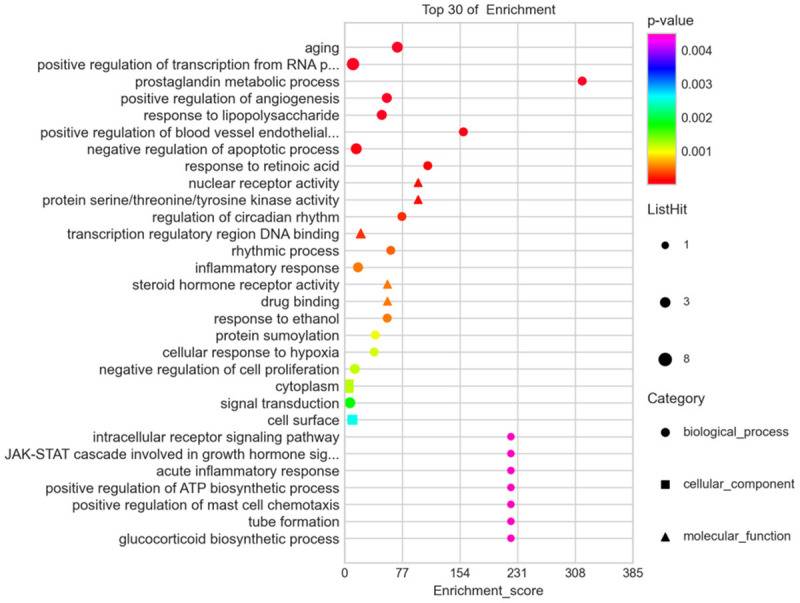 Top 30 of Enrichment
aging
positive regulation of transcription from RNA p...
prostaglandin metabolic process
positive regulation of angiogenesis
response to lipopolysaccharide
positive regulation of blood vessel endothelial...
negative regulation of apoptotic process
response to retinoic acid
nuclear receptor activity
protein serine/threonine/tyrosine kinase activity
regulation of circadian rhythm
transcription regulatory region DNA binding
rhythmic process
inflammatory response
steroid hormone receptor activity
drug binding
response to ethanol
protein sumoylation
cellular response to hypoxia
negative regulation of cell proliferation
cytoplasm
signal transduction
cell surface
intracellular receptor signaling pathway
JAK-STAT cascade involved in growth hormone sig...
acute inflammatory response
positive regulation of ATP biosynthetic process
positive regulation of mast cell chemotaxis
tube formation
glucocorticoid biosynthetic process
0 77 154 231 308 385
Enrichment_score
p-value
0.004
0.003
0.002
0.001
ListHit
1
3
8
Category
biological_process
cellular_component
molecular_function